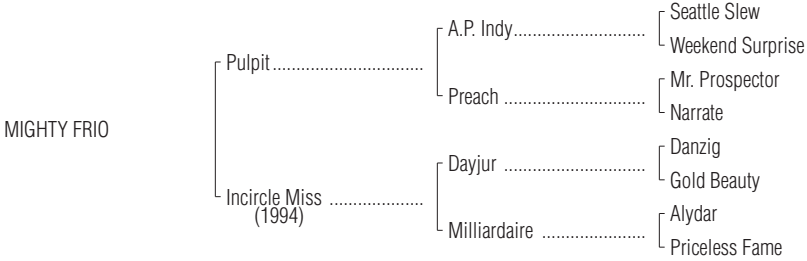 Seattle Slew
A.P. Indy..............................
Weekend Surprise
Pulpit..................................
Mr. Prospector
Preach ................................
Narrate
MIGHTY FRIO
Danzig
Dayjur ................................
Gold Beauty
Incircle Miss .....................
(1994)
Alydar
Milliardaire .......................
Priceless Fame